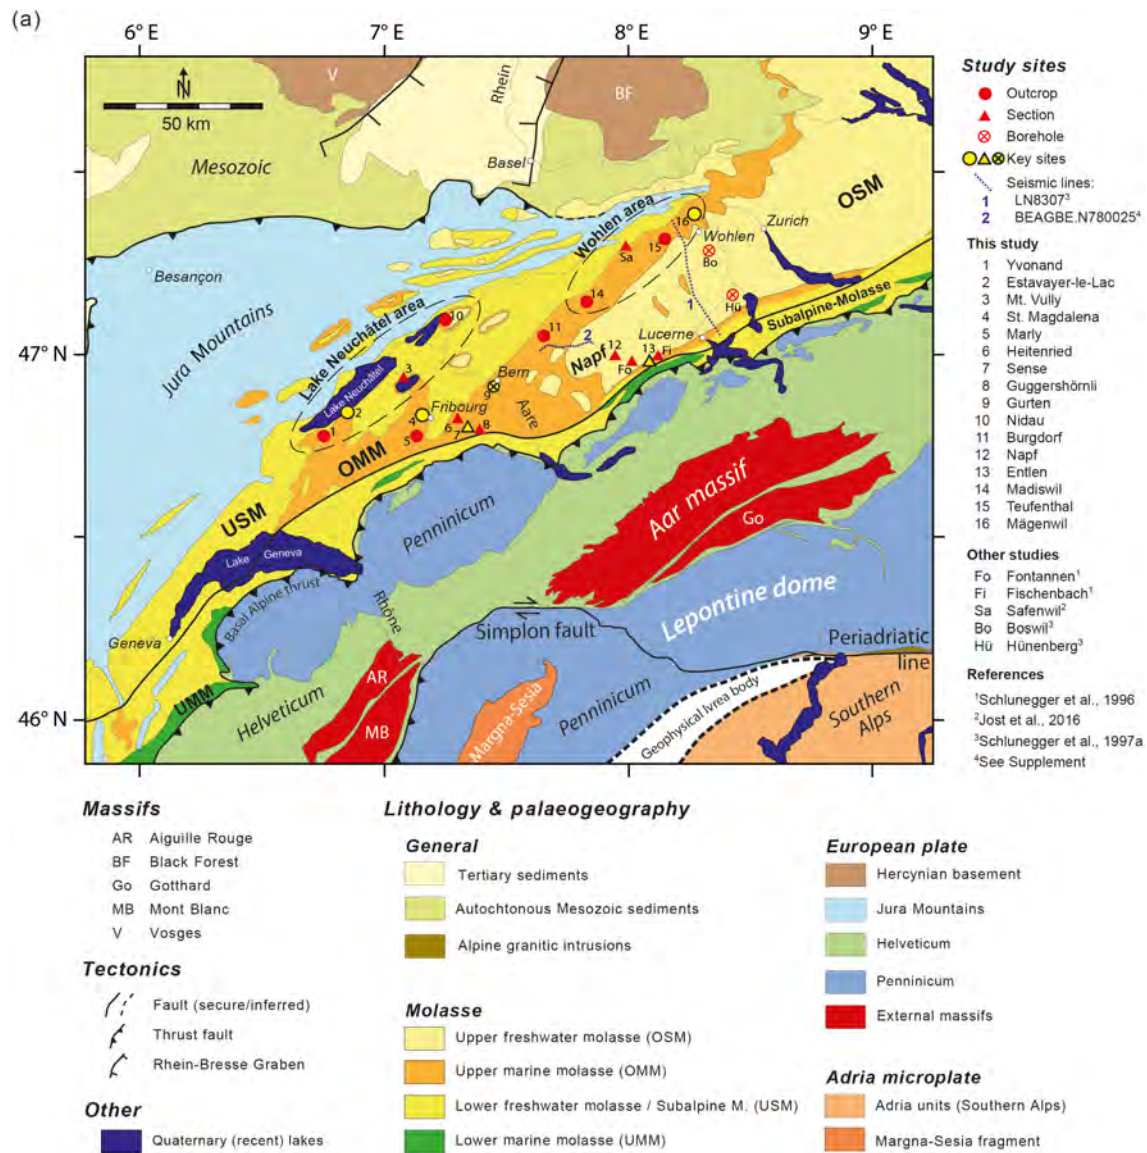 (a)
6° E
7° E
8° E
9° E
47° N
46° N
N
50 km
V
Rhein
BF
Basel
Mesozoic
OSM
Besançon
Jura Mountains
Wohlen area
16
Wohlen
Zurich
15
Sa
Bo
14
1
Hü
Lake Neuchâtel area
10
11
2
Lucerne
Subalpine-Molasse
Napf
12
Fo
13
Fi
3
Bern
9
Lake Neuchâtel
2
1
4
Fribourg
5
6
7
8
Aare
OMM
USM
Lake Geneva
Penninicum
Aar massif
Go
Basal Alpine thrust
Rhône
Geneva
Simplon fault
Lepontine dome
Periadriatic
line
UMM
Helveticum
AR
MB
Margna-Sesia
Penninicum
Geophysical Ivrea body
Southern
Alps
Study sites
Outcrop
Section
Borehole
Key sites
Seismic lines:
1 LN8307³
2 BEAGBE.N780025⁴
This study
1 Yvonand
2 Estavayer-le-Lac
3 Mt. Vully
4 St. Magdalena
5 Marly
6 Heitenried
7 Sense
8 Guggershörnli
9 Gurten
10 Nidau
11 Burgdorf
12 Napf
13 Entlen
14 Madiswil
15 Teufenthal
16 Mägenwil
Other studies
Fo Fontannen¹
Fi Fischenbach¹
Sa Safenwil²
Bo Boswil³
Hü Hünenberg³
References
¹Schlunegger et al., 1996
²Jost et al., 2016
³Schlunegger et al., 1997a
⁴See Supplement
Massifs
AR Aiguille Rouge
BF Black Forest
Go Gotthard
MB Mont Blanc
V Vosges
Tectonics
Fault (secure/inferred)
Thrust fault
Rhein-Bresse Graben
Other
Quaternary (recent) lakes
Lithology & palaeogeography
General
Tertiary sediments
Autochtonous Mesozoic sediments
Alpine granitic intrusions
Molasse
Upper freshwater molasse (OSM)
Upper marine molasse (OMM)
Lower freshwater molasse / Subalpine M. (USM)
Lower marine molasse (UMM)
European plate
Hercynian basement
Jura Mountains
Helveticum
Penninicum
External massifs
Adria microplate
Adria units (Southern Alps)
Margna-Sesia fragment